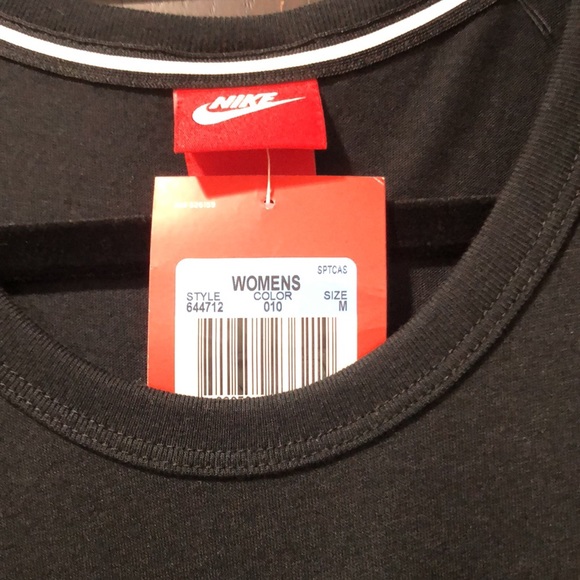 NIKE
WOMENS SPTCAS
STYLE COLOR SIZE
644712 010 M